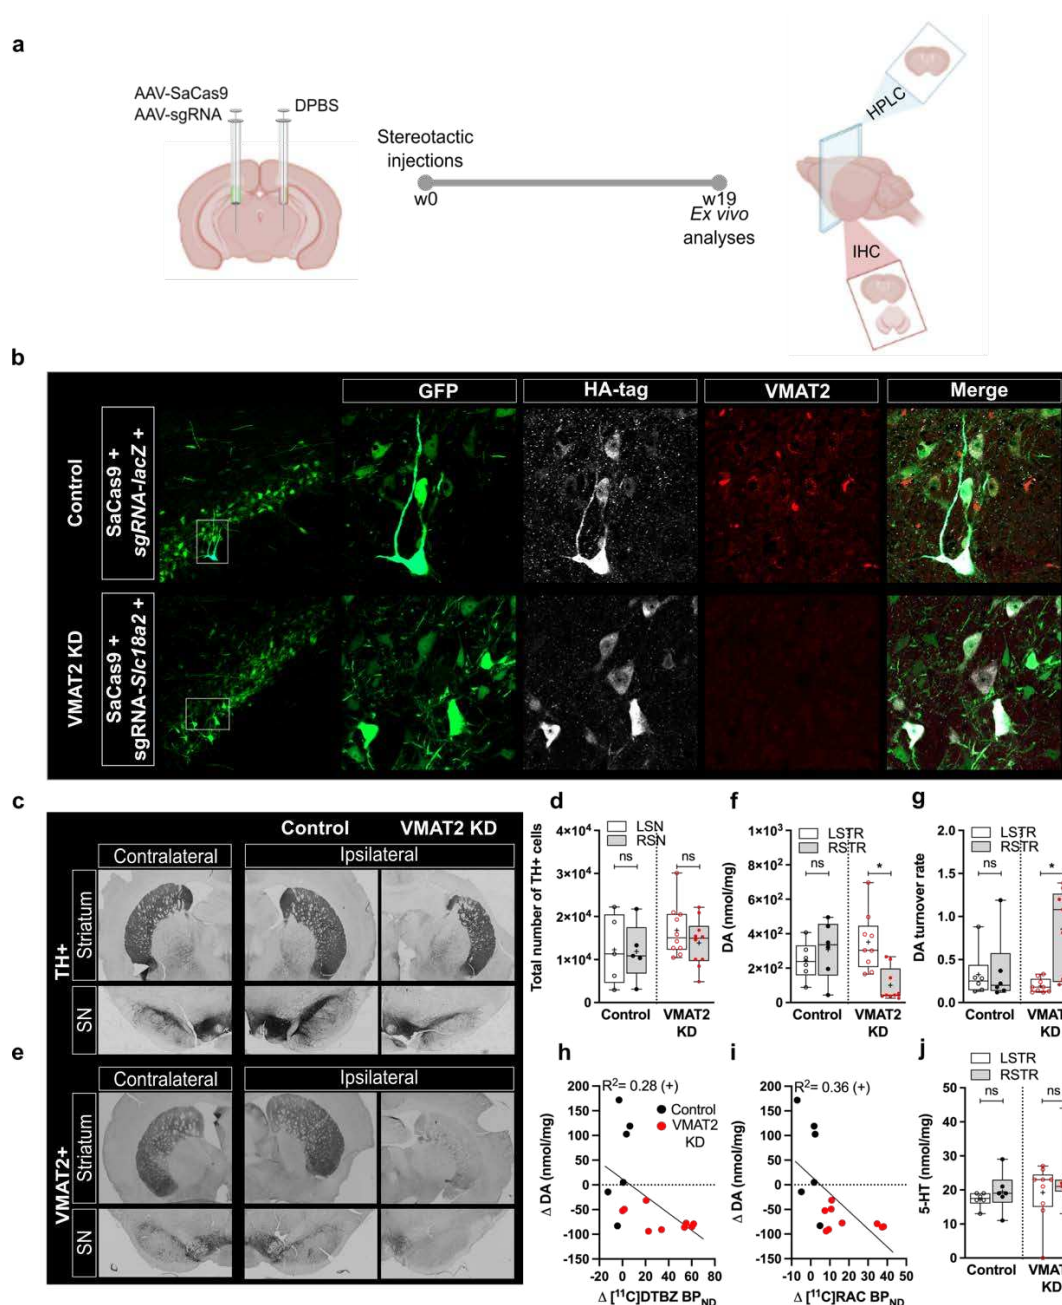 a
AAV-SaCas9
AAV-sgRNA
DPBS
Stereotactic
injections
w0
w19
Ex vivo
analyses
HPLC
IHC
b
GFP
HA-tag
VMAT2
Merge
Control
SaCas9 +
sgRNA-lacZ +
VMAT2 KD
SaCas9 +
sgRNA-Slc18a2 +
c
Control
VMAT2 KD
Contralateral
Ipsilateral
TH+
Striatum
SN
e
Contralateral
Ipsilateral
VMAT2+
Striatum
SN
d
LSN
RSN
ns
ns
Total number of TH+ cells
4×10⁴
3×10⁴
2×10⁴
1×10⁴
0
Control
VMAT2
KD
f
LSTR
RSTR
ns
*
DA (nmol/mg)
1×10³
8×10²
6×10²
4×10²
2×10²
0
Control
VMAT2
KD
g
LSTR
RSTR
ns
*
DA turnover rate
2.0
1.5
1.0
0.5
0.0
Control
VMAT
KD
h
R²= 0.28 (+)
Control
VMAT2
KD
Δ DA (nmol/mg)
200
150
100
50
0
-50
-100
-150
-20 0 20 40 60 80
Δ [¹¹C]DTBZ BP_ND
i
R²= 0.36 (+)
Δ DA (nmol/mg)
200
150
100
50
0
-50
-100
-150
-10 0 10 20 30 40 50
Δ [¹¹C]RAC BP_ND
j
LSTR
RSTR
ns
ns
5-HT (nmol/mg)
50
40
30
20
10
0
Control
VMAT
KD